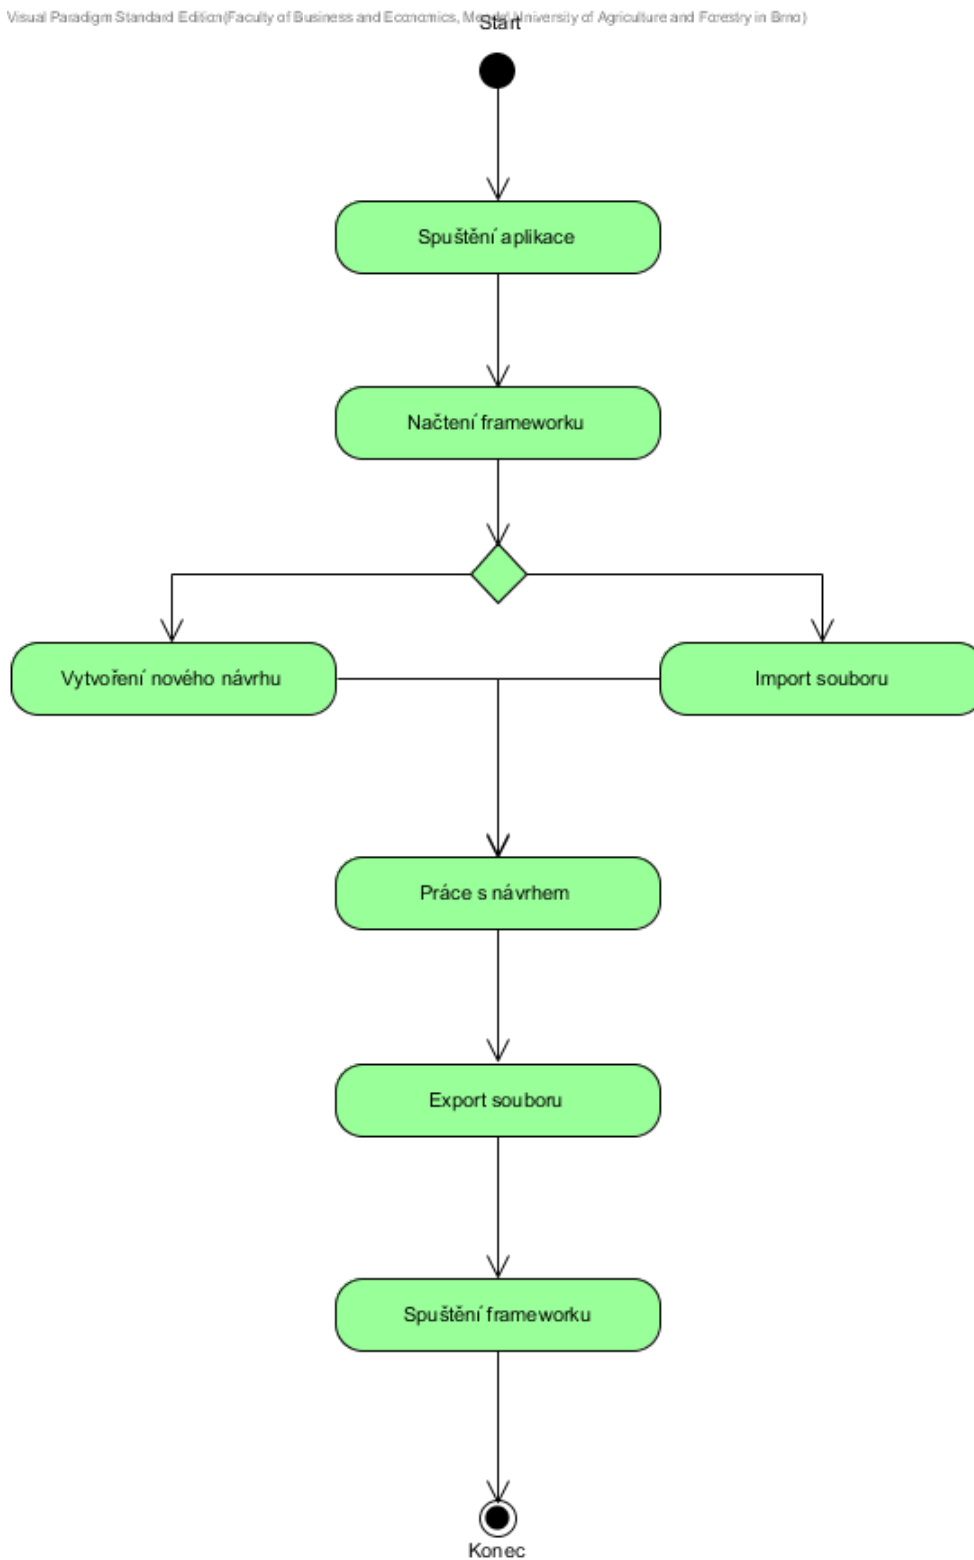 Visual Paradigm Standard Edition(Faculty of Business and Economics, Mendel University of Agriculture and Forestry in Brno)
Start
Spuštění aplikace
Načtení frameworku
Vytvoření nového návrhu
Import souboru
Práce s návrhem
Export souboru
Spuštění frameworku
Konec